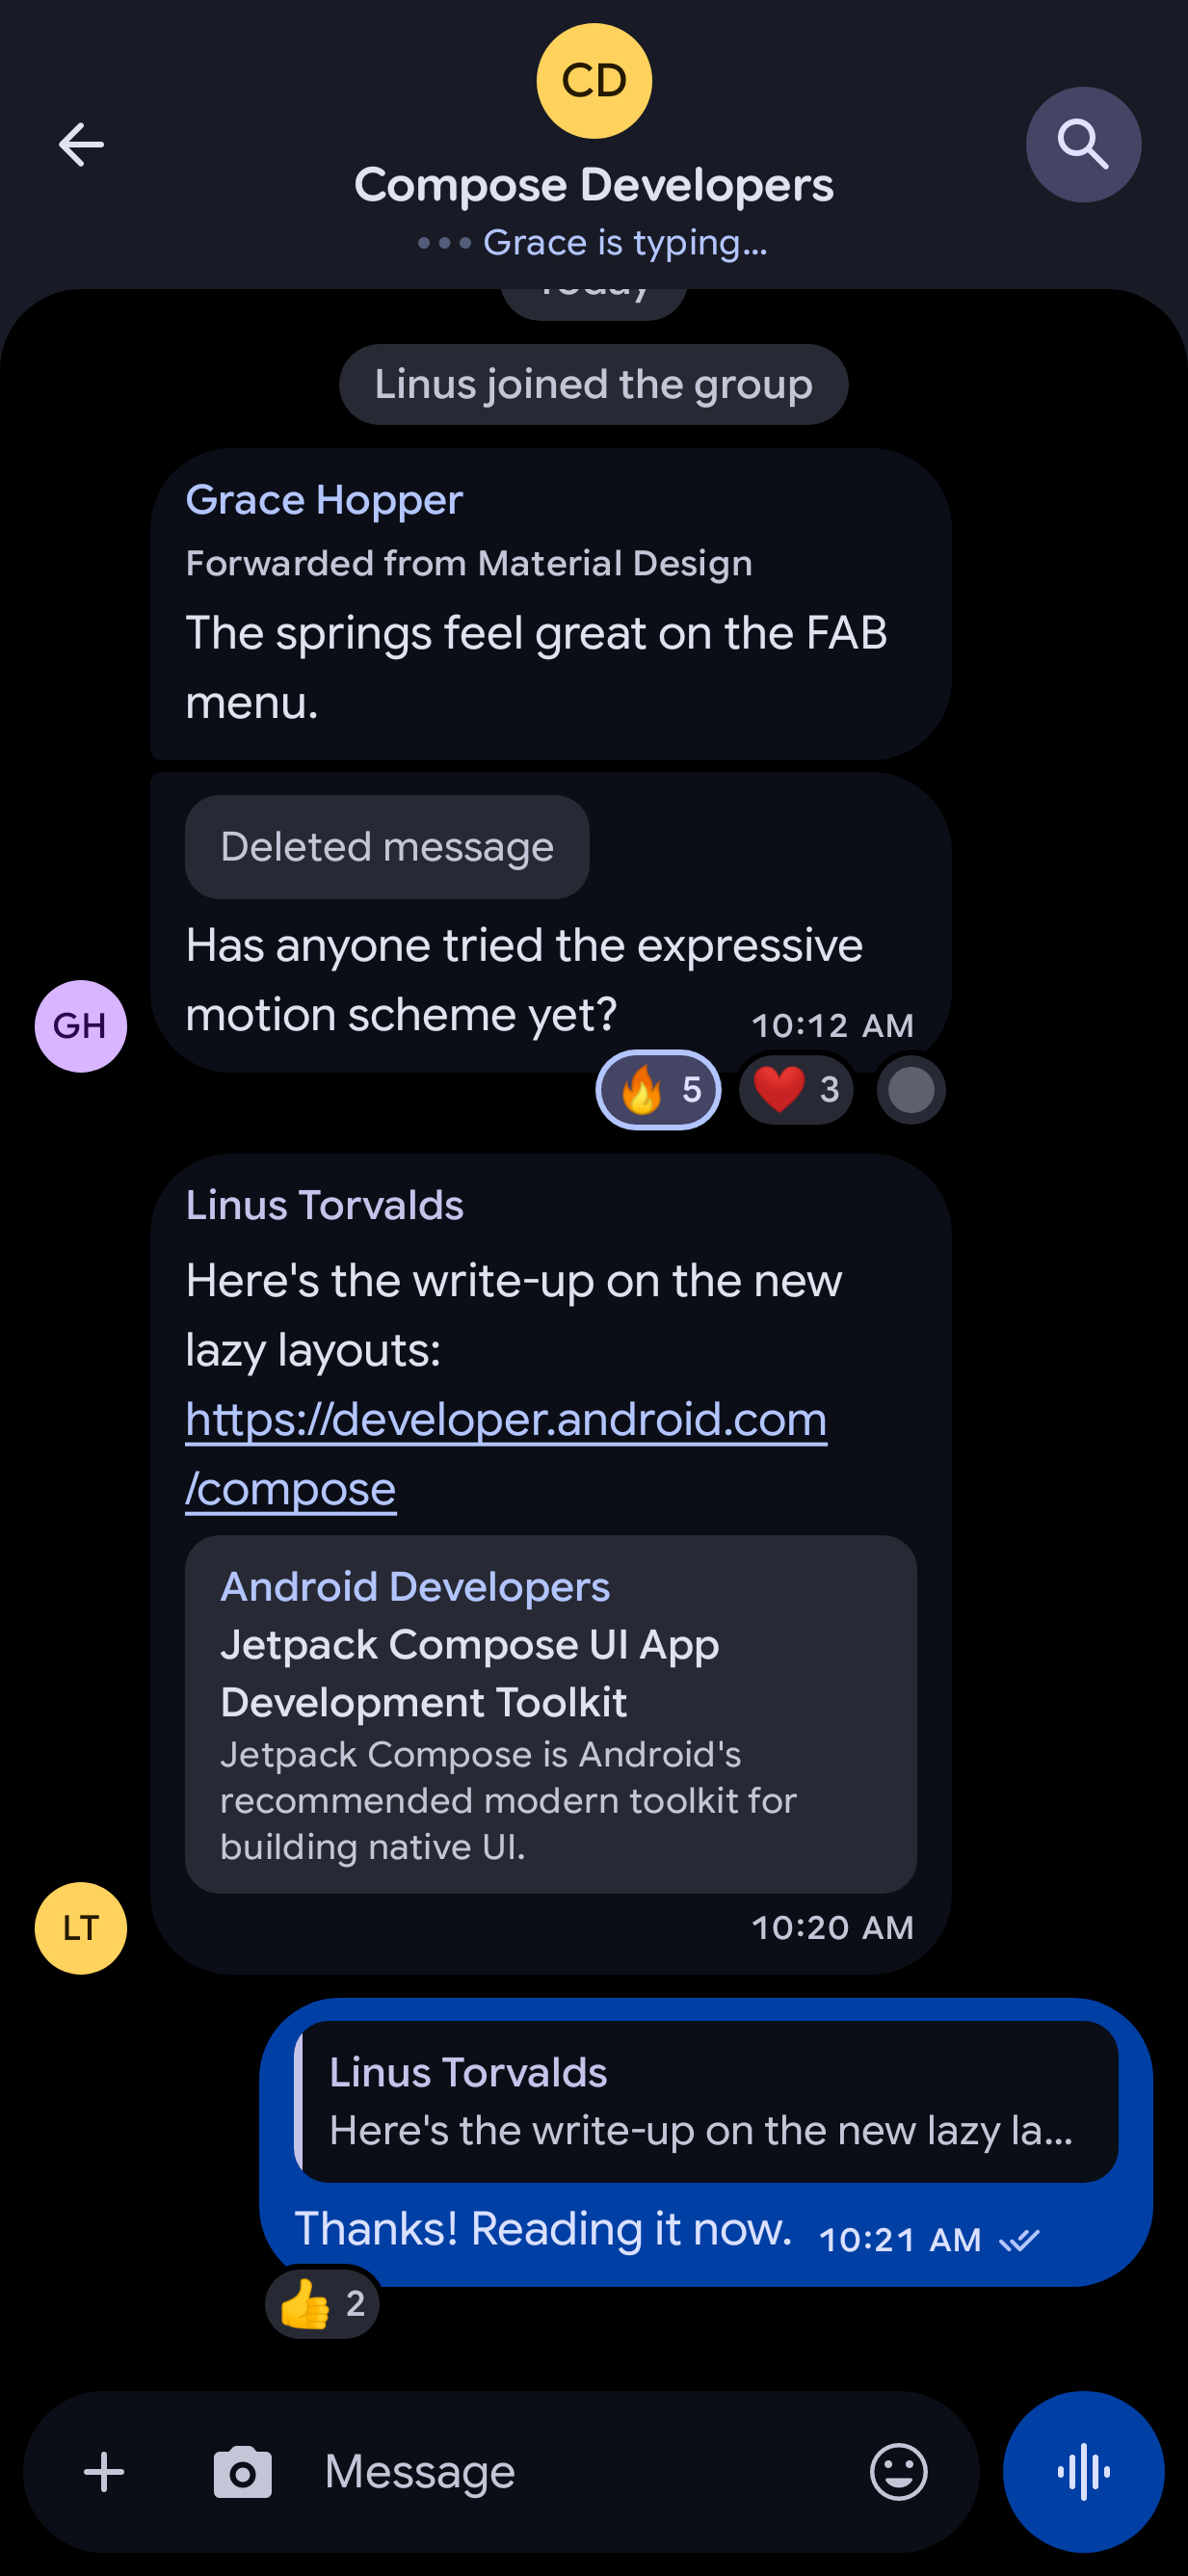 CD
Compose Developers
Grace is typing...
Today
Linus joined the group
Grace Hopper
Forwarded from Material Design
The springs feel great on the FAB
menu.
Deleted message
Has anyone tried the expressive
motion scheme yet?
10:12 AM
GH
🔥 5
❤️ 3
Linus Torvalds
Here's the write-up on the new
lazy layouts:
https://developer.android.com
/compose
Android Developers
Jetpack Compose UI App
Development Toolkit
Jetpack Compose is Android's
recommended modern toolkit for
building native UI.
10:20 AM
LT
Linus Torvalds
Here's the write-up on the new lazy la...
Thanks! Reading it now. 10:21 AM
👍 2
Message